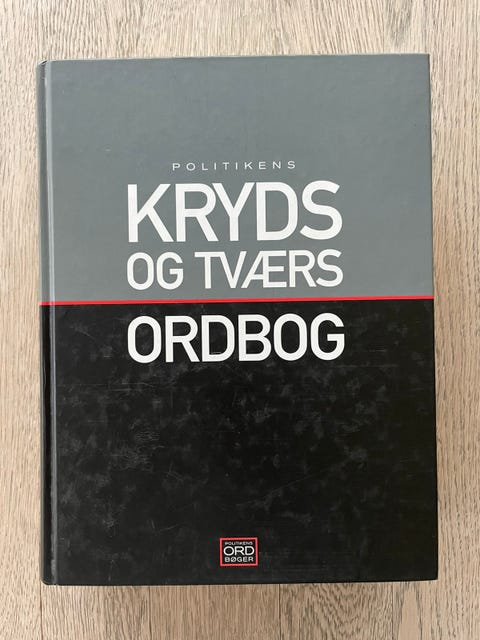 POLITIKENS
KRYDS
OG TVÆRS
ORDBOG
POLITIKENS
ORD
BØGER